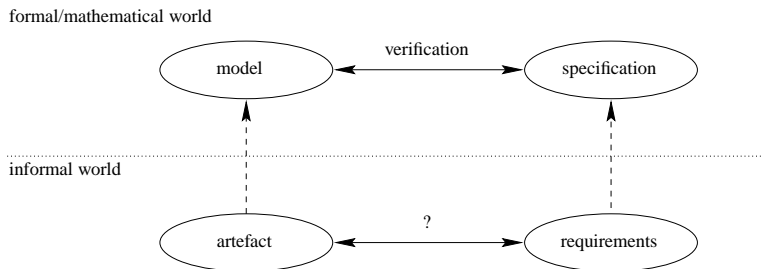 formal/mathematical world
verification
model
specification
informal world
?
artefact
requirements